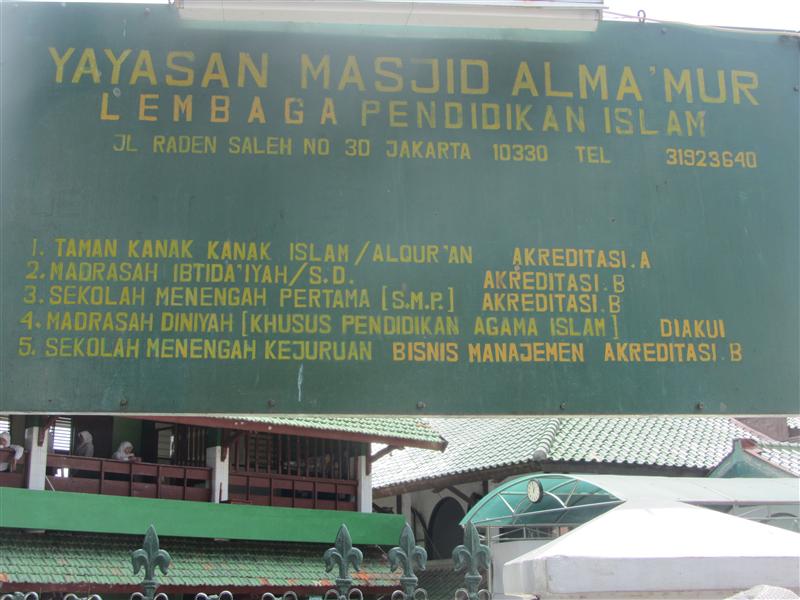 YAYASAN MASJID ALMA'MUR
LEMBAGA PENDIDIKAN ISLAM
JL RADEN SALEH NO 3D JAKARTA 10330 TEL 31923640
1. TAMAN KANAK KANAK ISLAM/ALQUR'AN AKREDITASI.A
2. MADRASAH IBTIDA'IYAH/S.D. AKREDITASI.B
3. SEKOLAH MENENGAH PERTAMA [S.M.P.] AKREDITASI.B
4. MADRASAH DINIYAH [KHUSUS PENDIDIKAN AGAMA ISLAM] DIAKUI
5. SEKOLAH MENENGAH KEJURUAN BISNIS MANAJEMEN AKREDITASI.B